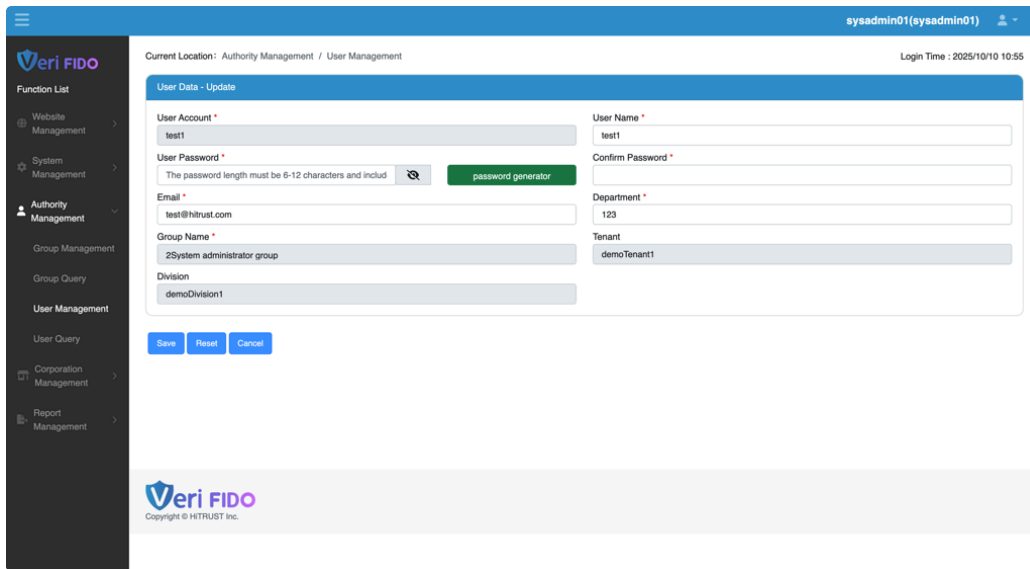 sysadmin01(sysadmin01)
Veri FIDO
Current Location: Authority Management / User Management
Login Time : 2025/10/10 10:55
Function List
Website Management
System Management
Authority Management
Group Management
Group Query
User Management
User Query
Corporation Management
Report Management
User Data - Update
User Account *
test1
User Name *
test1
User Password *
The password length must be 6-12 characters and includ
password generator
Confirm Password *
Email *
test@hitrust.com
Department *
123
Group Name *
2System administrator group
Tenant
demoTenant1
Division
demoDivision1
Save
Reset
Cancel
Veri FIDO
Copyright © HiTRUST Inc.